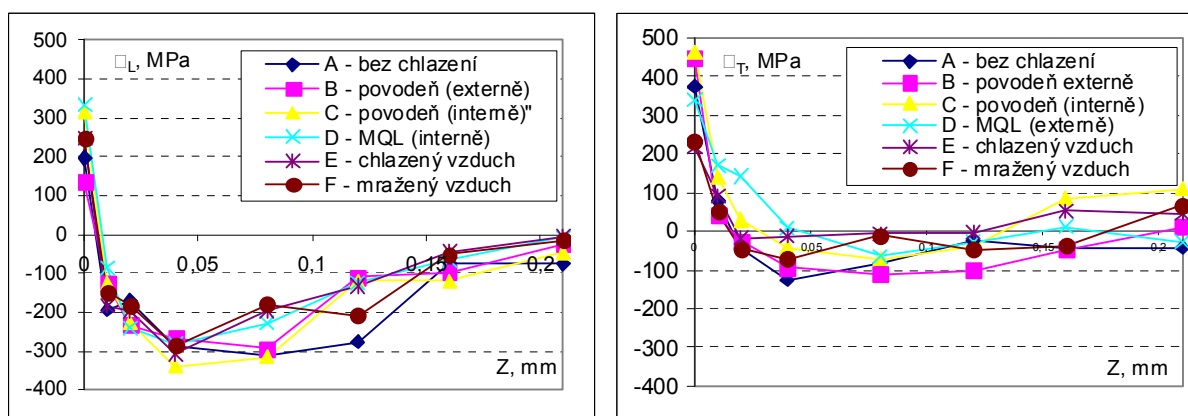 500
400
300
200
100
0
-100
-200
-300
-400
0
0,05
0,1
0,15
0,2
□L, MPa
A - bez chlazení
B - povodeň (externě)
C - povodeň (interně)"
D - MQL (interně)
E - chlazený vzduch
F - mražený vzduch
Z, mm
500
400
300
200
100
0
-100
-200
-300
-400
0
0,05
0,1
0,15
0,2
□T, MPa
A - bez chlazení
B - povodeň externě
C - povodeň (interně)
D - MQL (externě)
E - chlazený vzduch
F - mražený vzduch
Z, mm